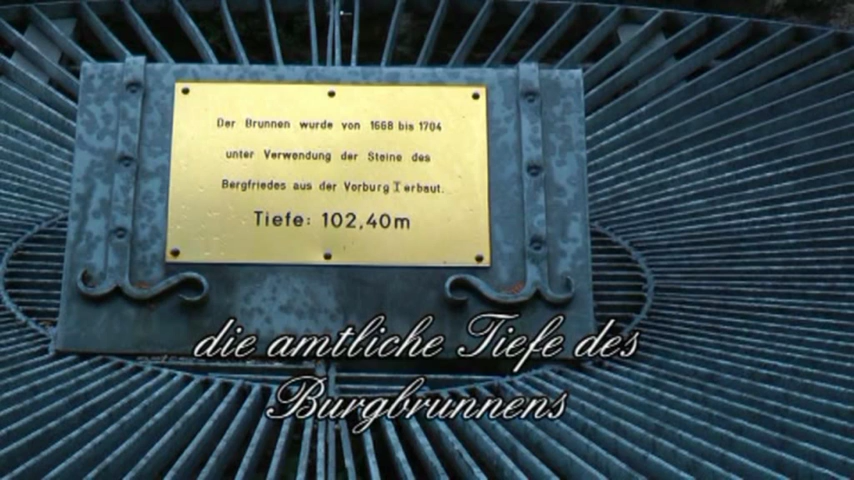 Der Brunnen wurde von 1668 bis 1704
unter Verwendung der Steine des
Bergfriedes aus der Vorburg I erbaut.
Tiefe: 102,40m
die amtliche Tiefe des
Burgbrunnens